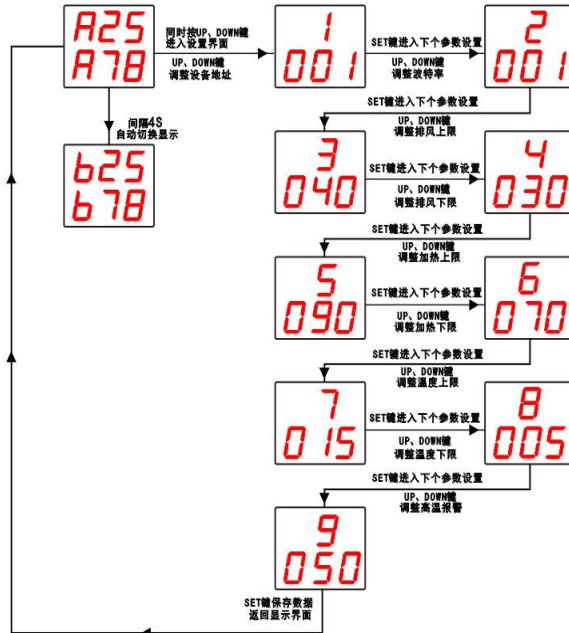 A25
A78
同时按UP、DOWN键
进入设置界面
UP、DOWN键
调整设备地址
1
001
SET键进入下个参数设置
UP、DOWN键
调整波特率
2
001
间隔4S
自动切换显示
b25
b78
SET键进入下个参数设置
UP、DOWN键
调整排风上限
3
040
SET键进入下个参数设置
UP、DOWN键
调整排风下限
4
030
SET键进入下个参数设置
UP、DOWN键
调整加热上限
5
090
SET键进入下个参数设置
UP、DOWN键
调整加热下限
6
070
SET键进入下个参数设置
UP、DOWN键
调整温度上限
7
015
SET键进入下个参数设置
UP、DOWN键
调整温度下限
8
005
SET键进入下个参数设置
UP、DOWN键
调整高温报警
9
050
SET键保存数据
返回显示界面